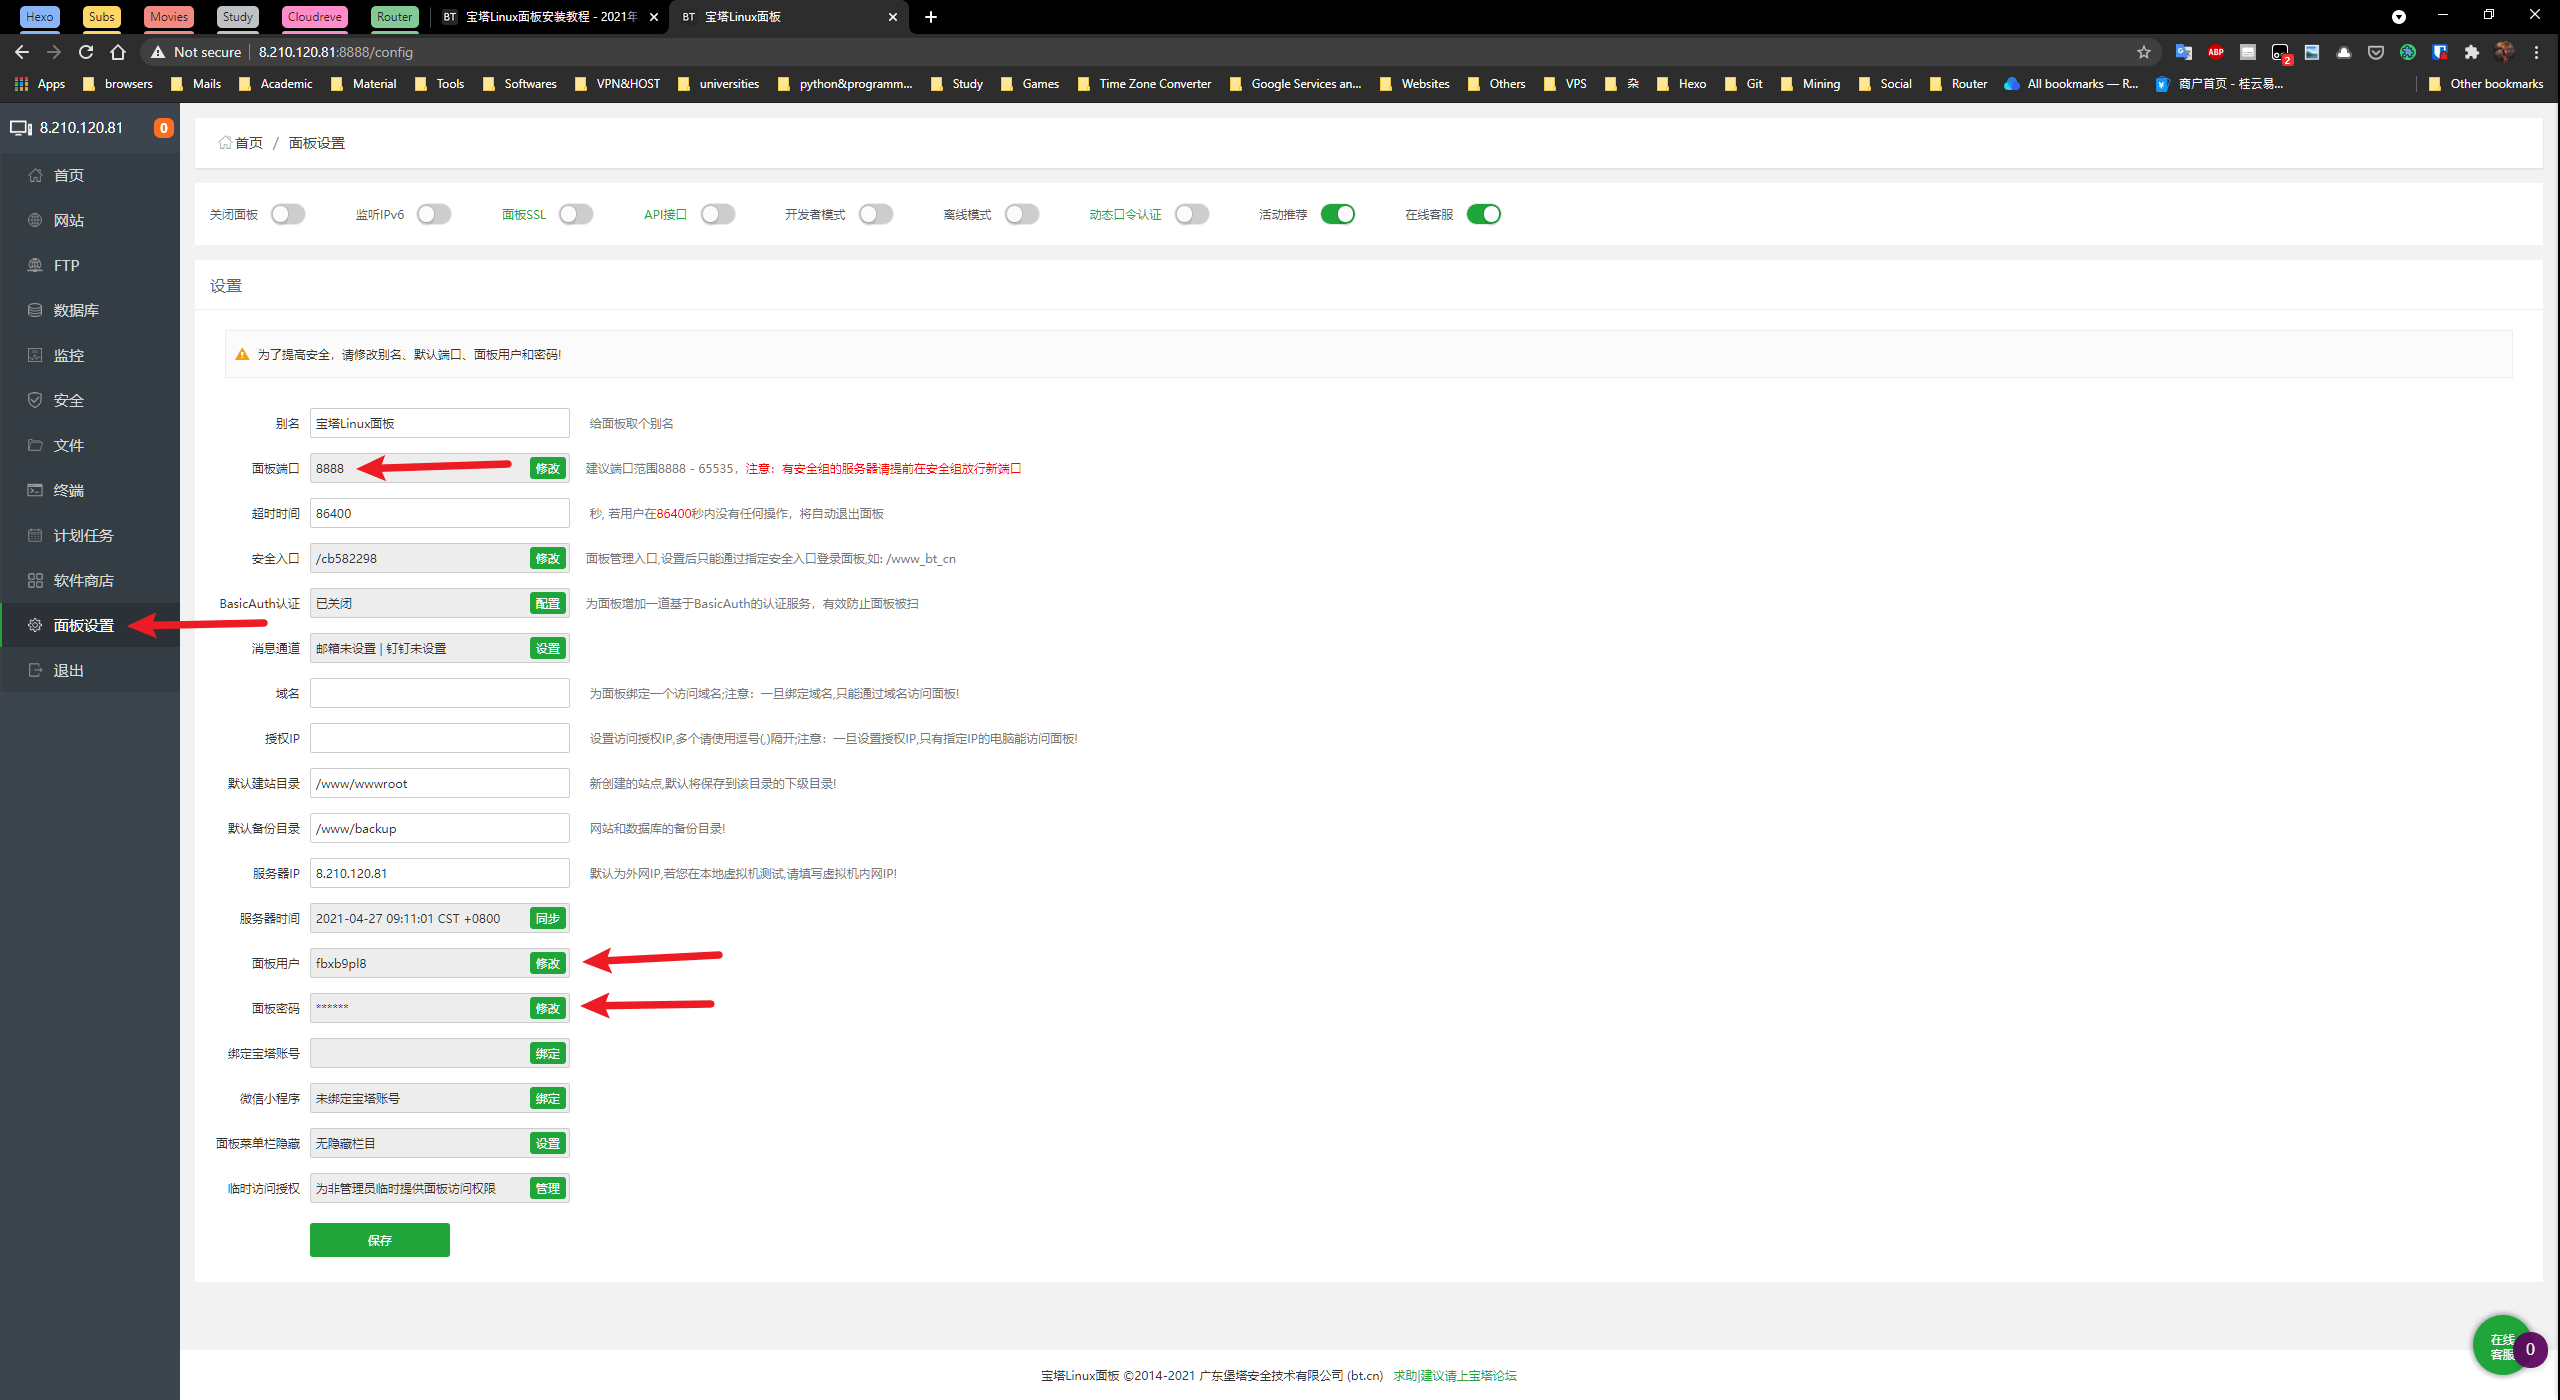 Hexo Subs Movies Study Cloudreve Router BT 宝塔Linux面板安装教程 - 2021年 BT 宝塔Linux面板
Not secure 8.210.120.81:8888/config ABP 2
Apps browsers Mails Academic Material Tools Softwares VPN&HOST universities python&programm... Study Games Time Zone Converter Google Services an... Websites Others VPS 杂 Hexo Git Mining Social Router All bookmarks — R... 商户首页 - 桂云易... Other bookmarks
8.210.120.81 0
首页
网站
FTP
数据库
监控
安全
文件
终端
计划任务
软件商店
面板设置
退出
首页 / 面板设置
关闭面板 监听IPv6 面板SSL API接口 开发者模式 离线模式 动态口令认证 活动推荐 在线客服
设置
为了提高安全，请修改别名、默认端口、面板用户和密码!
别名 宝塔Linux面板 给面板取个别名
面板端口 8888 修改 建议端口范围8888 - 65535，注意：有安全组的服务器请提前在安全组放行新端口
超时时间 86400 秒, 若用户在86400秒内没有任何操作，将自动退出面板
安全入口 /cb582298 修改 面板管理入口,设置后只能通过指定安全入口登录面板,如: /www_bt_cn
BasicAuth认证 已关闭 配置 为面板增加一道基于BasicAuth的认证服务，有效防止面板被扫
消息通道 邮箱未设置 | 钉钉未设置 设置
域名 为面板绑定一个访问域名;注意：一旦绑定域名,只能通过域名访问面板!
授权IP 设置访问授权IP,多个请使用逗号(,)隔开;注意：一旦设置授权IP,只有指定IP的电脑能访问面板!
默认建站目录 /www/wwwroot 新创建的站点,默认将保存到该目录的下级目录!
默认备份目录 /www/backup 网站和数据库的备份目录!
服务器IP 8.210.120.81 默认为外网IP,若您在本地虚拟机测试,请填写虚拟机内网IP!
服务器时间 2021-04-27 09:11:01 CST +0800 同步
面板用户 fbxb9pl8 修改
面板密码 ****** 修改
绑定宝塔账号 绑定
微信小程序 未绑定宝塔账号 绑定
面板菜单栏隐藏 无隐藏栏目 设置
临时访问授权 为非管理员临时提供面板访问权限 管理
保存
在线
客服 0
宝塔Linux面板 ©2014-2021 广东堡塔安全技术有限公司 (bt.cn) 求助|建议请上宝塔论坛